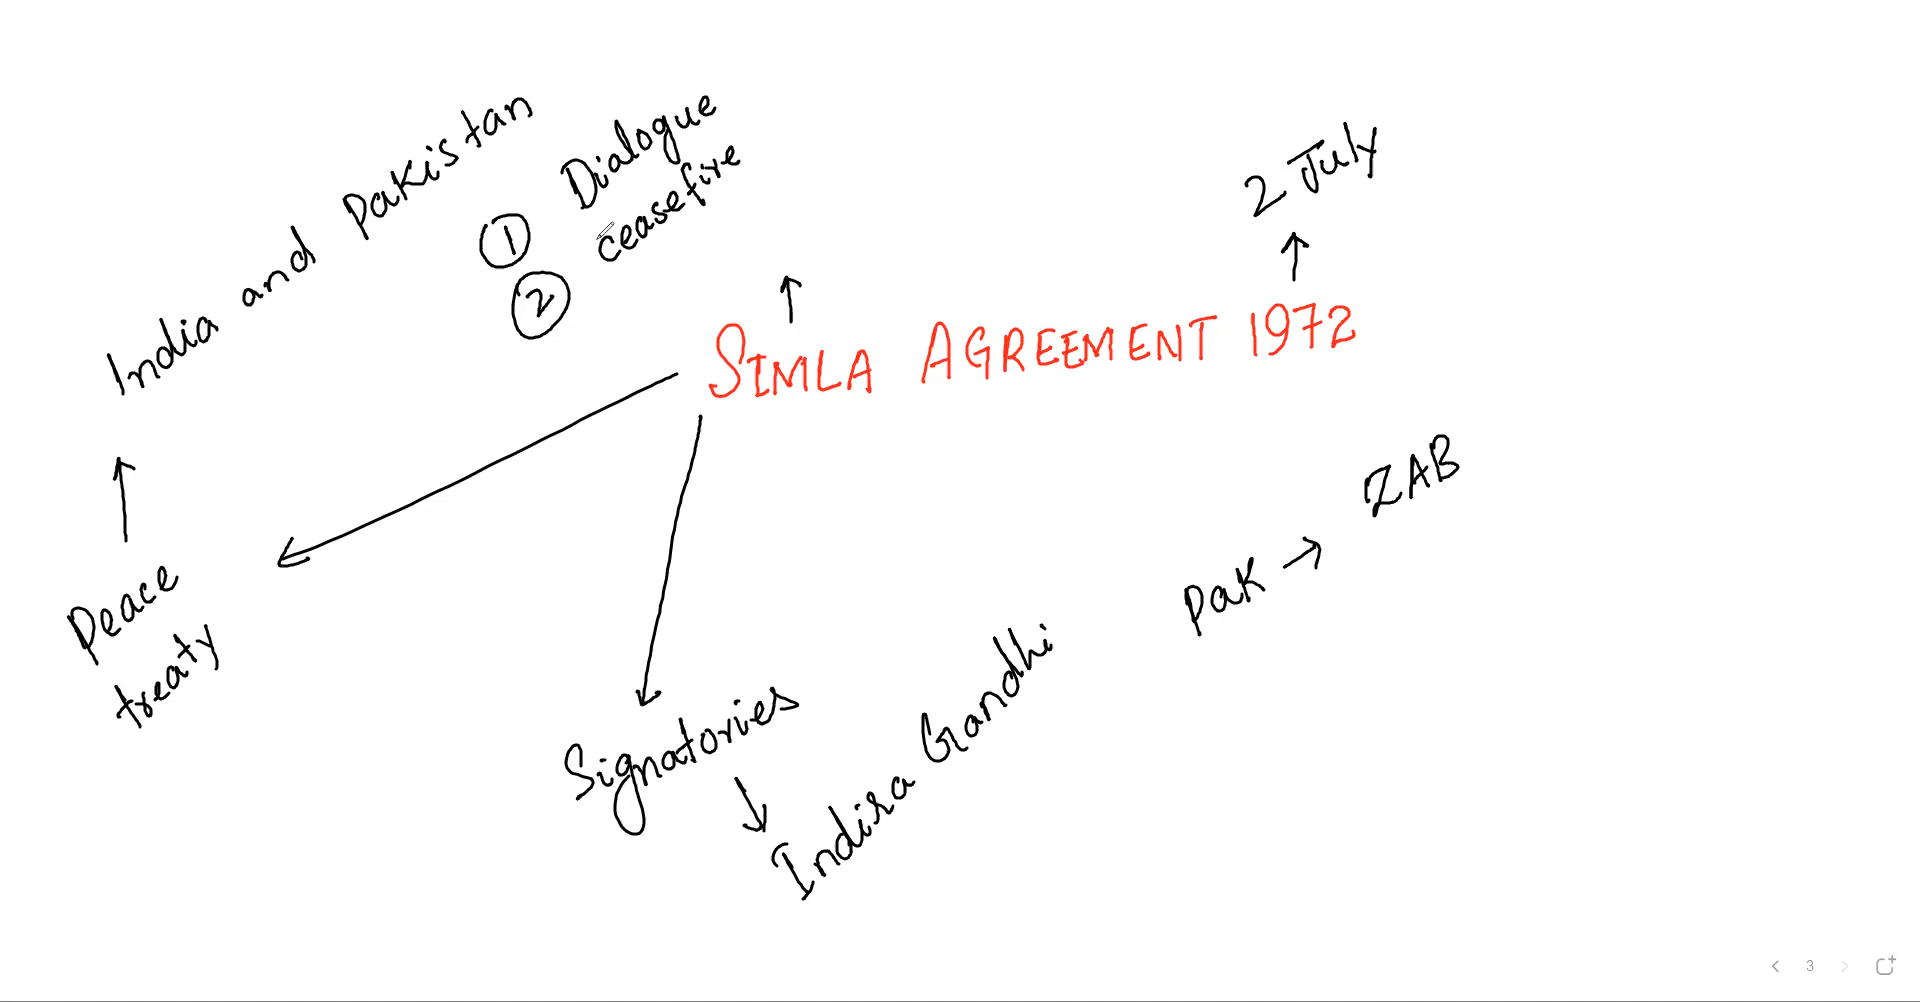 India and Pakistan
1 Dialogue
2 ceasefire
2 July
SIMLA AGREEMENT 1972
Peace
treaty
Signatories
Indira Gandhi
Pak → ZAB
3